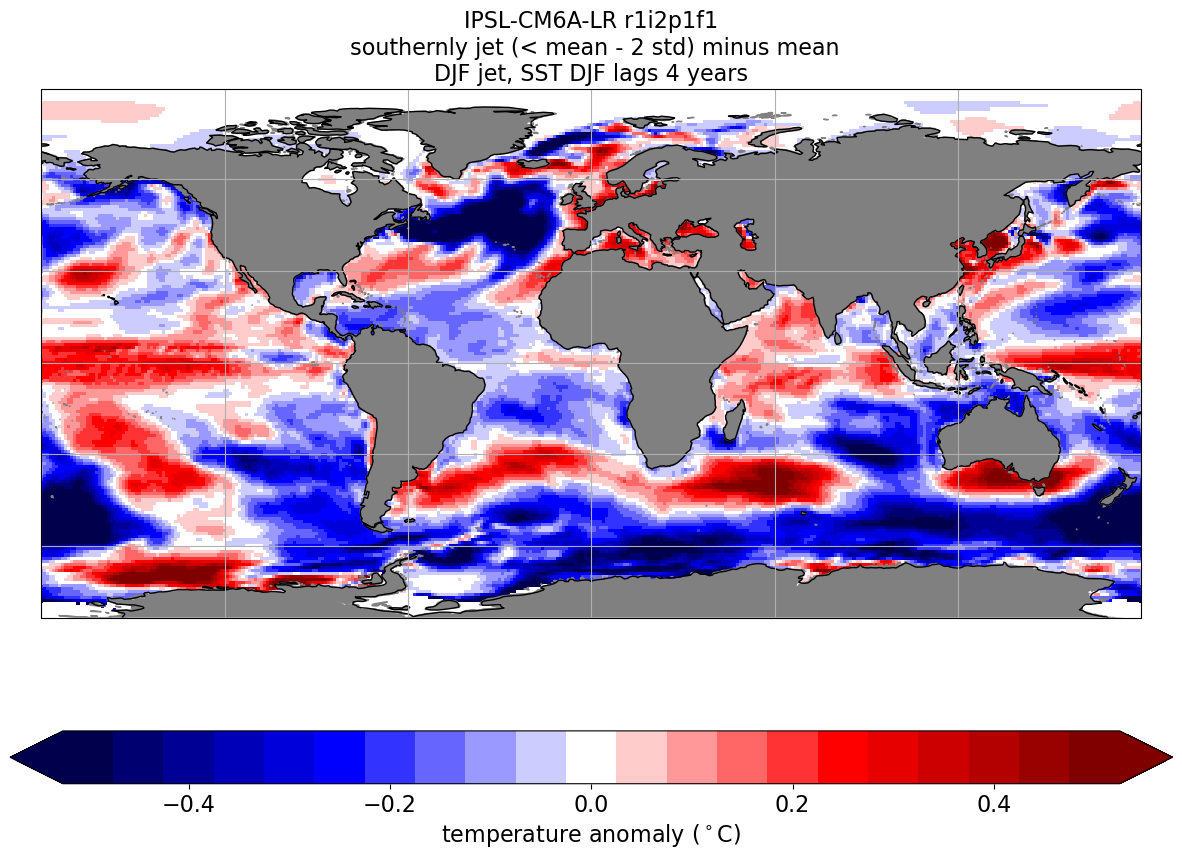 IPSL-CM6A-LR r1i2p1f1
southernly jet (< mean - 2 std) minus mean
DJF jet, SST DJF lags 4 years
−0.4 −0.2 0.0 0.2 0.4
temperature anomaly (°C)